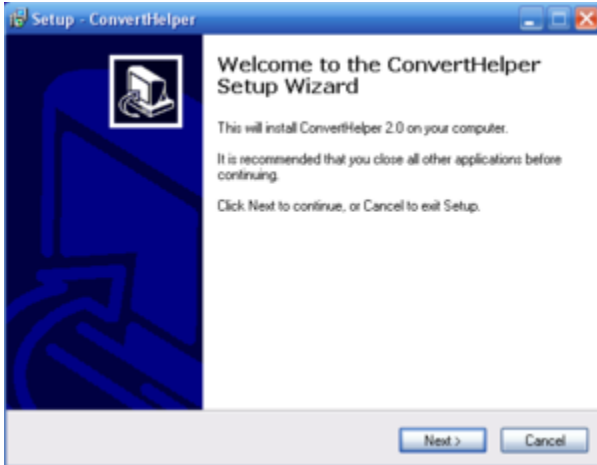 Setup - ConvertHelper
Welcome to the ConvertHelper
Setup Wizard
This will install ConvertHelper 2.0 on your computer.
It is recommended that you close all other applications before
continuing.
Click Next to continue, or Cancel to exit Setup.
Next >
Cancel